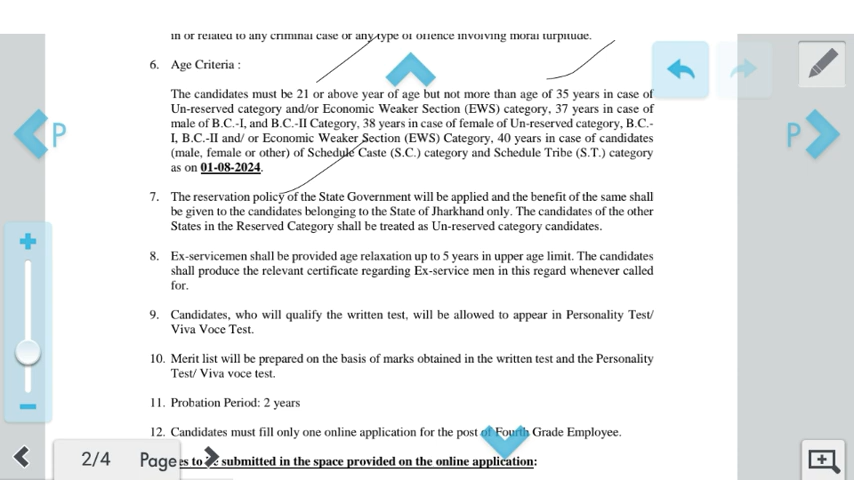 in or related to any criminal case or any type of offence involving moral turpitude.
6. Age Criteria :
The candidates must be 21 or above year of age but not more than age of 35 years in case of
Un-reserved category and/or Economic Weaker Section (EWS) category, 37 years in case of
male of B.C.-I, and B.C.-II Category, 38 years in case of female of Un-reserved category, B.C.-
I, B.C.-II and/ or Economic Weaker Section (EWS) Category, 40 years in case of candidates
(male, female or other) of Schedule Caste (S.C.) category and Schedule Tribe (S.T.) category
as on 01-08-2024.
7. The reservation policy of the State Government will be applied and the benefit of the same shall
be given to the candidates belonging to the State of Jharkhand only. The candidates of the other
States in the Reserved Category shall be treated as Un-reserved category candidates.
8. Ex-servicemen shall be provided age relaxation up to 5 years in upper age limit. The candidates
shall produce the relevant certificate regarding Ex-service men in this regard whenever called
for.
9. Candidates, who will qualify the written test, will be allowed to appear in Personality Test/
Viva Voce Test.
10. Merit list will be prepared on the basis of marks obtained in the written test and the Personality
Test/ Viva voce test.
11. Probation Period: 2 years
12. Candidates must fill only one online application for the post of Fourth Grade Employee.
es to be submitted in the space provided on the online application:
P
P
2/4 Page